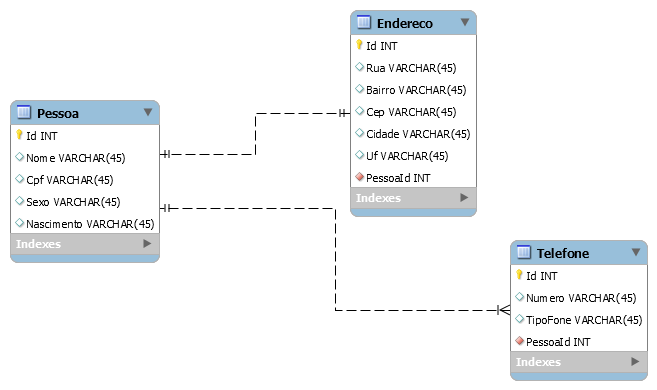 Pessoa
Id INT
Nome VARCHAR(45)
Cpf VARCHAR(45)
Sexo VARCHAR(45)
Nascimento VARCHAR(45)
Indexes
Endereco
Id INT
Rua VARCHAR(45)
Bairro VARCHAR(45)
Cep VARCHAR(45)
Cidade VARCHAR(45)
Uf VARCHAR(45)
PessoaId INT
Indexes
Telefone
Id INT
Numero VARCHAR(45)
TipoFone VARCHAR(45)
PessoaId INT
Indexes